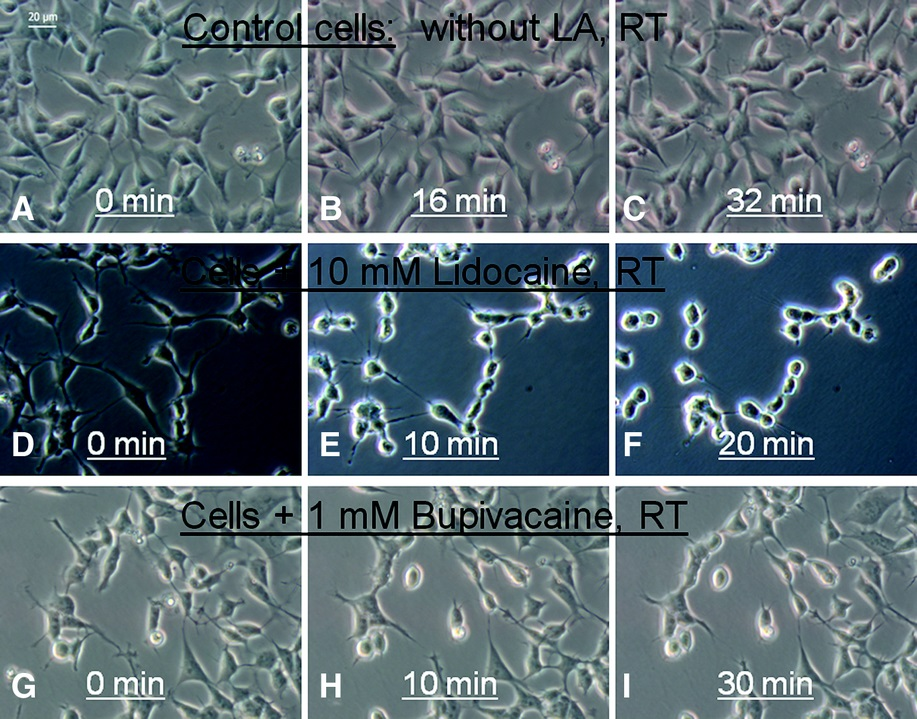 20 µm
Control cells: without LA, RT
A 0 min B 16 min C 32 min
Cells + 10 mM Lidocaine, RT
D 0 min E 10 min F 20 min
Cells + 1 mM Bupivacaine, RT
G 0 min H 10 min I 30 min